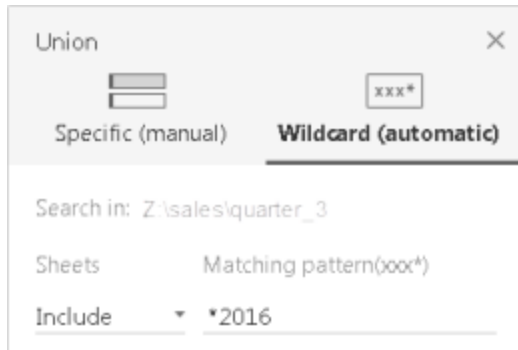 Union ×
xxx*
Specific (manual) Wildcard (automatic)
Search in: Z:\sales\quarter_3
Sheets Matching pattern(xxx*)
Include *2016